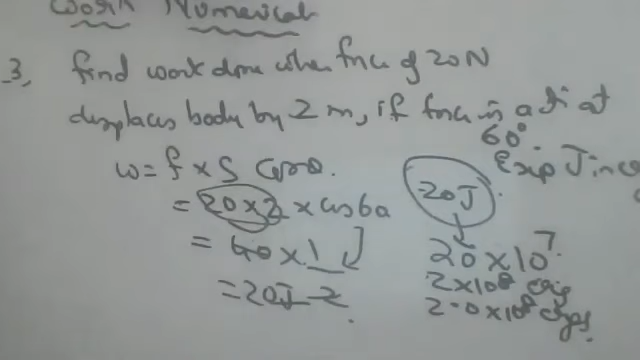 Work Numerical
3, find work done when force of 20N
displaces body by 2 m, if force is actin at
60°.
W = f × S Cosθ.
= 20×2 × cos 60
= 40 × 1
2
= 20J
20J
Exp J in erg
20×10⁷
2×10⁸ ergs
2.0×10⁸ ergs.